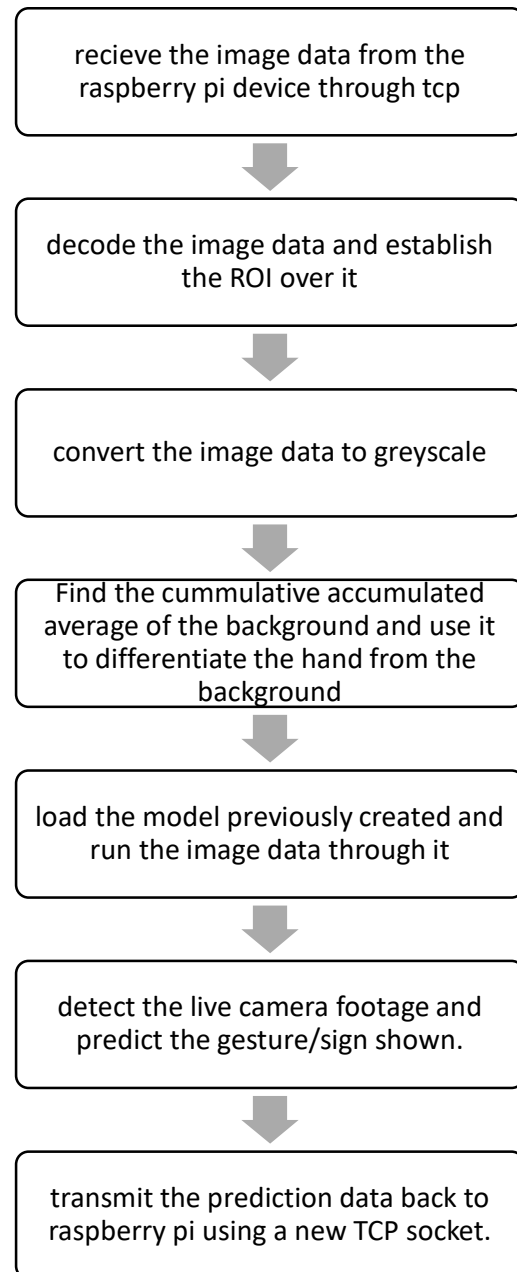 recieve the image data from the
raspberry pi device through tcp
decode the image data and establish
the ROI over it
convert the image data to greyscale
Find the cummulative accumulated
average of the background and use it
to differentiate the hand from the
background
load the model previously created and
run the image data through it
detect the live camera footage and
predict the gesture/sign shown.
transmit the prediction data back to
raspberry pi using a new TCP socket.